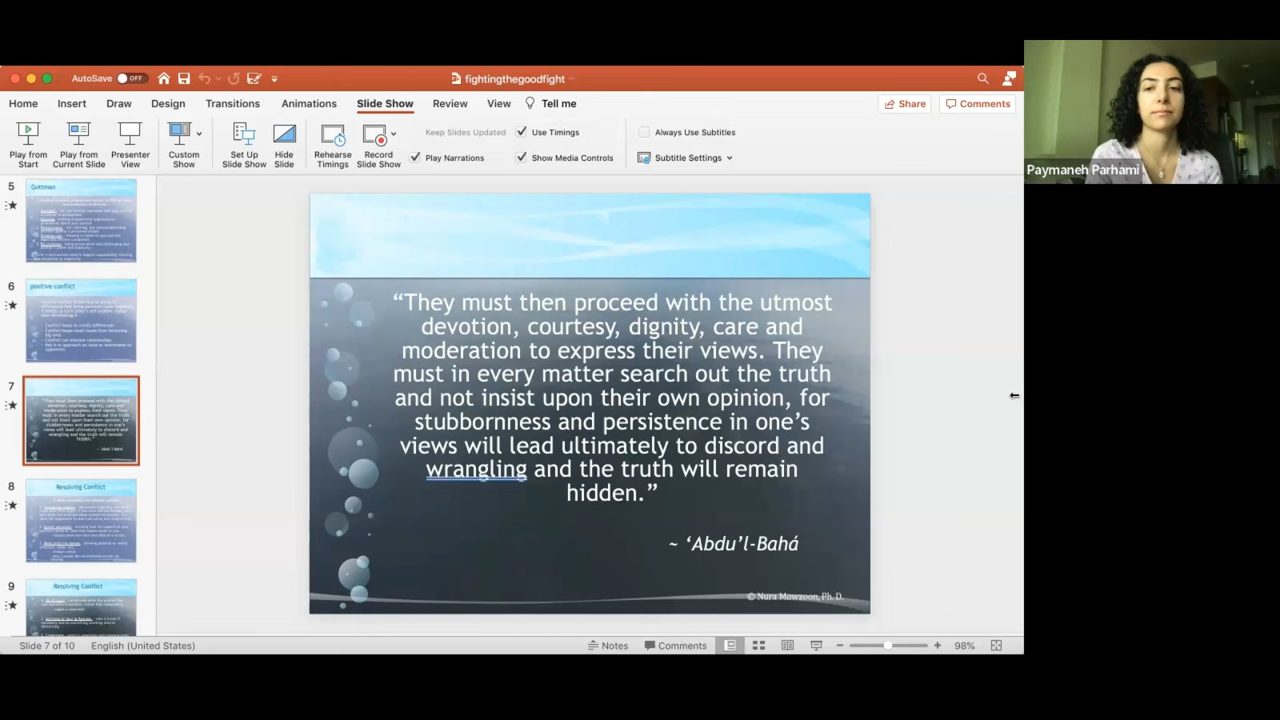 AutoSave OFF
fightingthegoodfight
Home Insert Draw Design Transitions Animations Slide Show Review View Tell me
Share Comments
Play from Start
Play from Current Slide
Presenter View
Custom Show
Set Up Slide Show
Hide Slide
Rehearse Timings
Record Slide Show
Keep Slides Updated
Play Narrations
Use Timings
Show Media Controls
Always Use Subtitles
Subtitle Settings
Paymaneh Parhami
5
Gottman
6
positive conflict
7
8
Resolving Conflict
9
Resolving Conflict
“They must then proceed with the utmost
devotion, courtesy, dignity, care and
moderation to express their views. They
must in every matter search out the truth
and not insist upon their own opinion, for
stubbornness and persistence in one’s
views will lead ultimately to discord and
wrangling and the truth will remain
hidden.”
~ ‘Abdu’l-Bahá
© Nura Mowzoon, Ph. D.
Slide 7 of 10 English (United States)
Notes Comments 98%